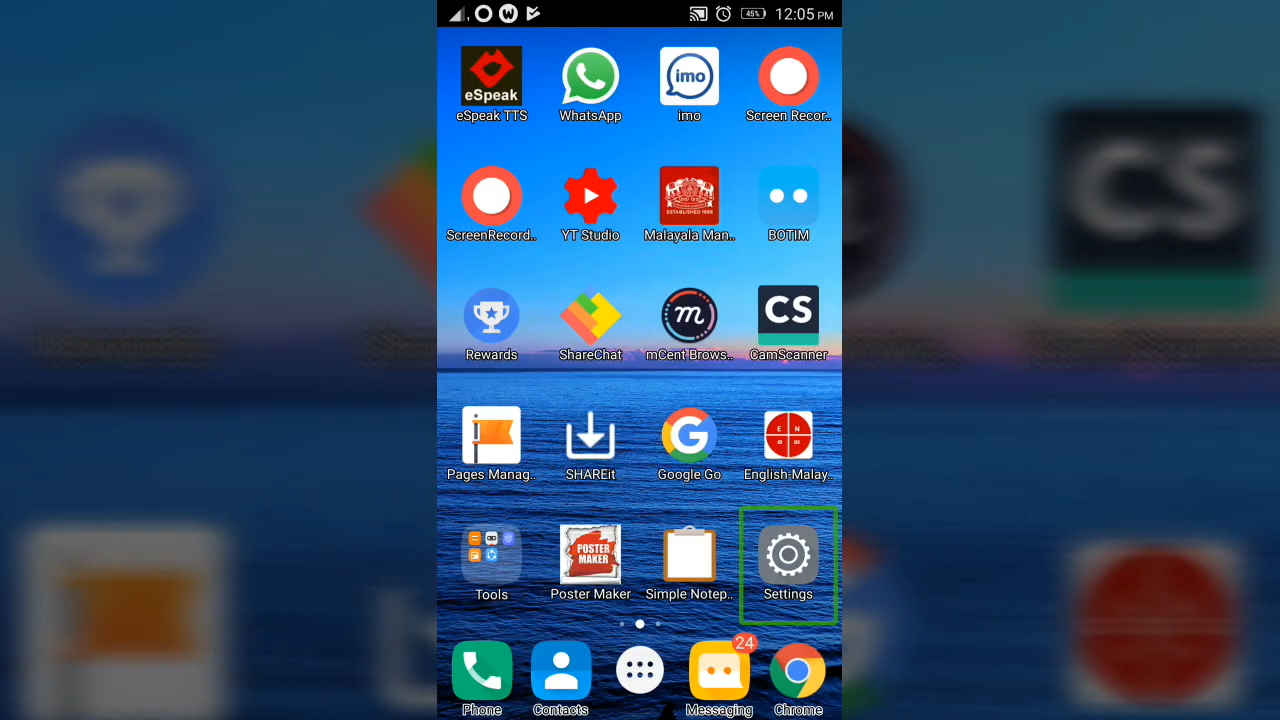 45%
12:05 PM
eSpeak
eSpeak TTS
WhatsApp
imo
imo
Screen Recor..
ScreenRecord..
YT Studio
ESTABLISHED 1888
Malayala Man..
BOTIM
Rewards
ShareChat
m
mCent Brows..
CS
CamScanner
Pages Manag..
SHAREit
G
Google Go
E N
English-Malay..
Tools
POSTER
MAKER
Poster Maker
Simple Notep..
Settings
Phone
Contacts
24
Messaging
Chrome